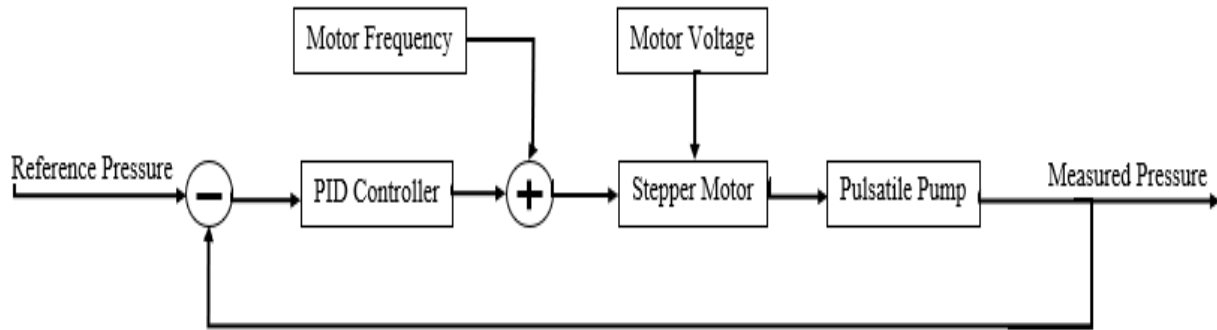 Motor Frequency
Motor Voltage
Reference Pressure
−
PID Controller
+
Stepper Motor
Pulsatile Pump
Measured Pressure